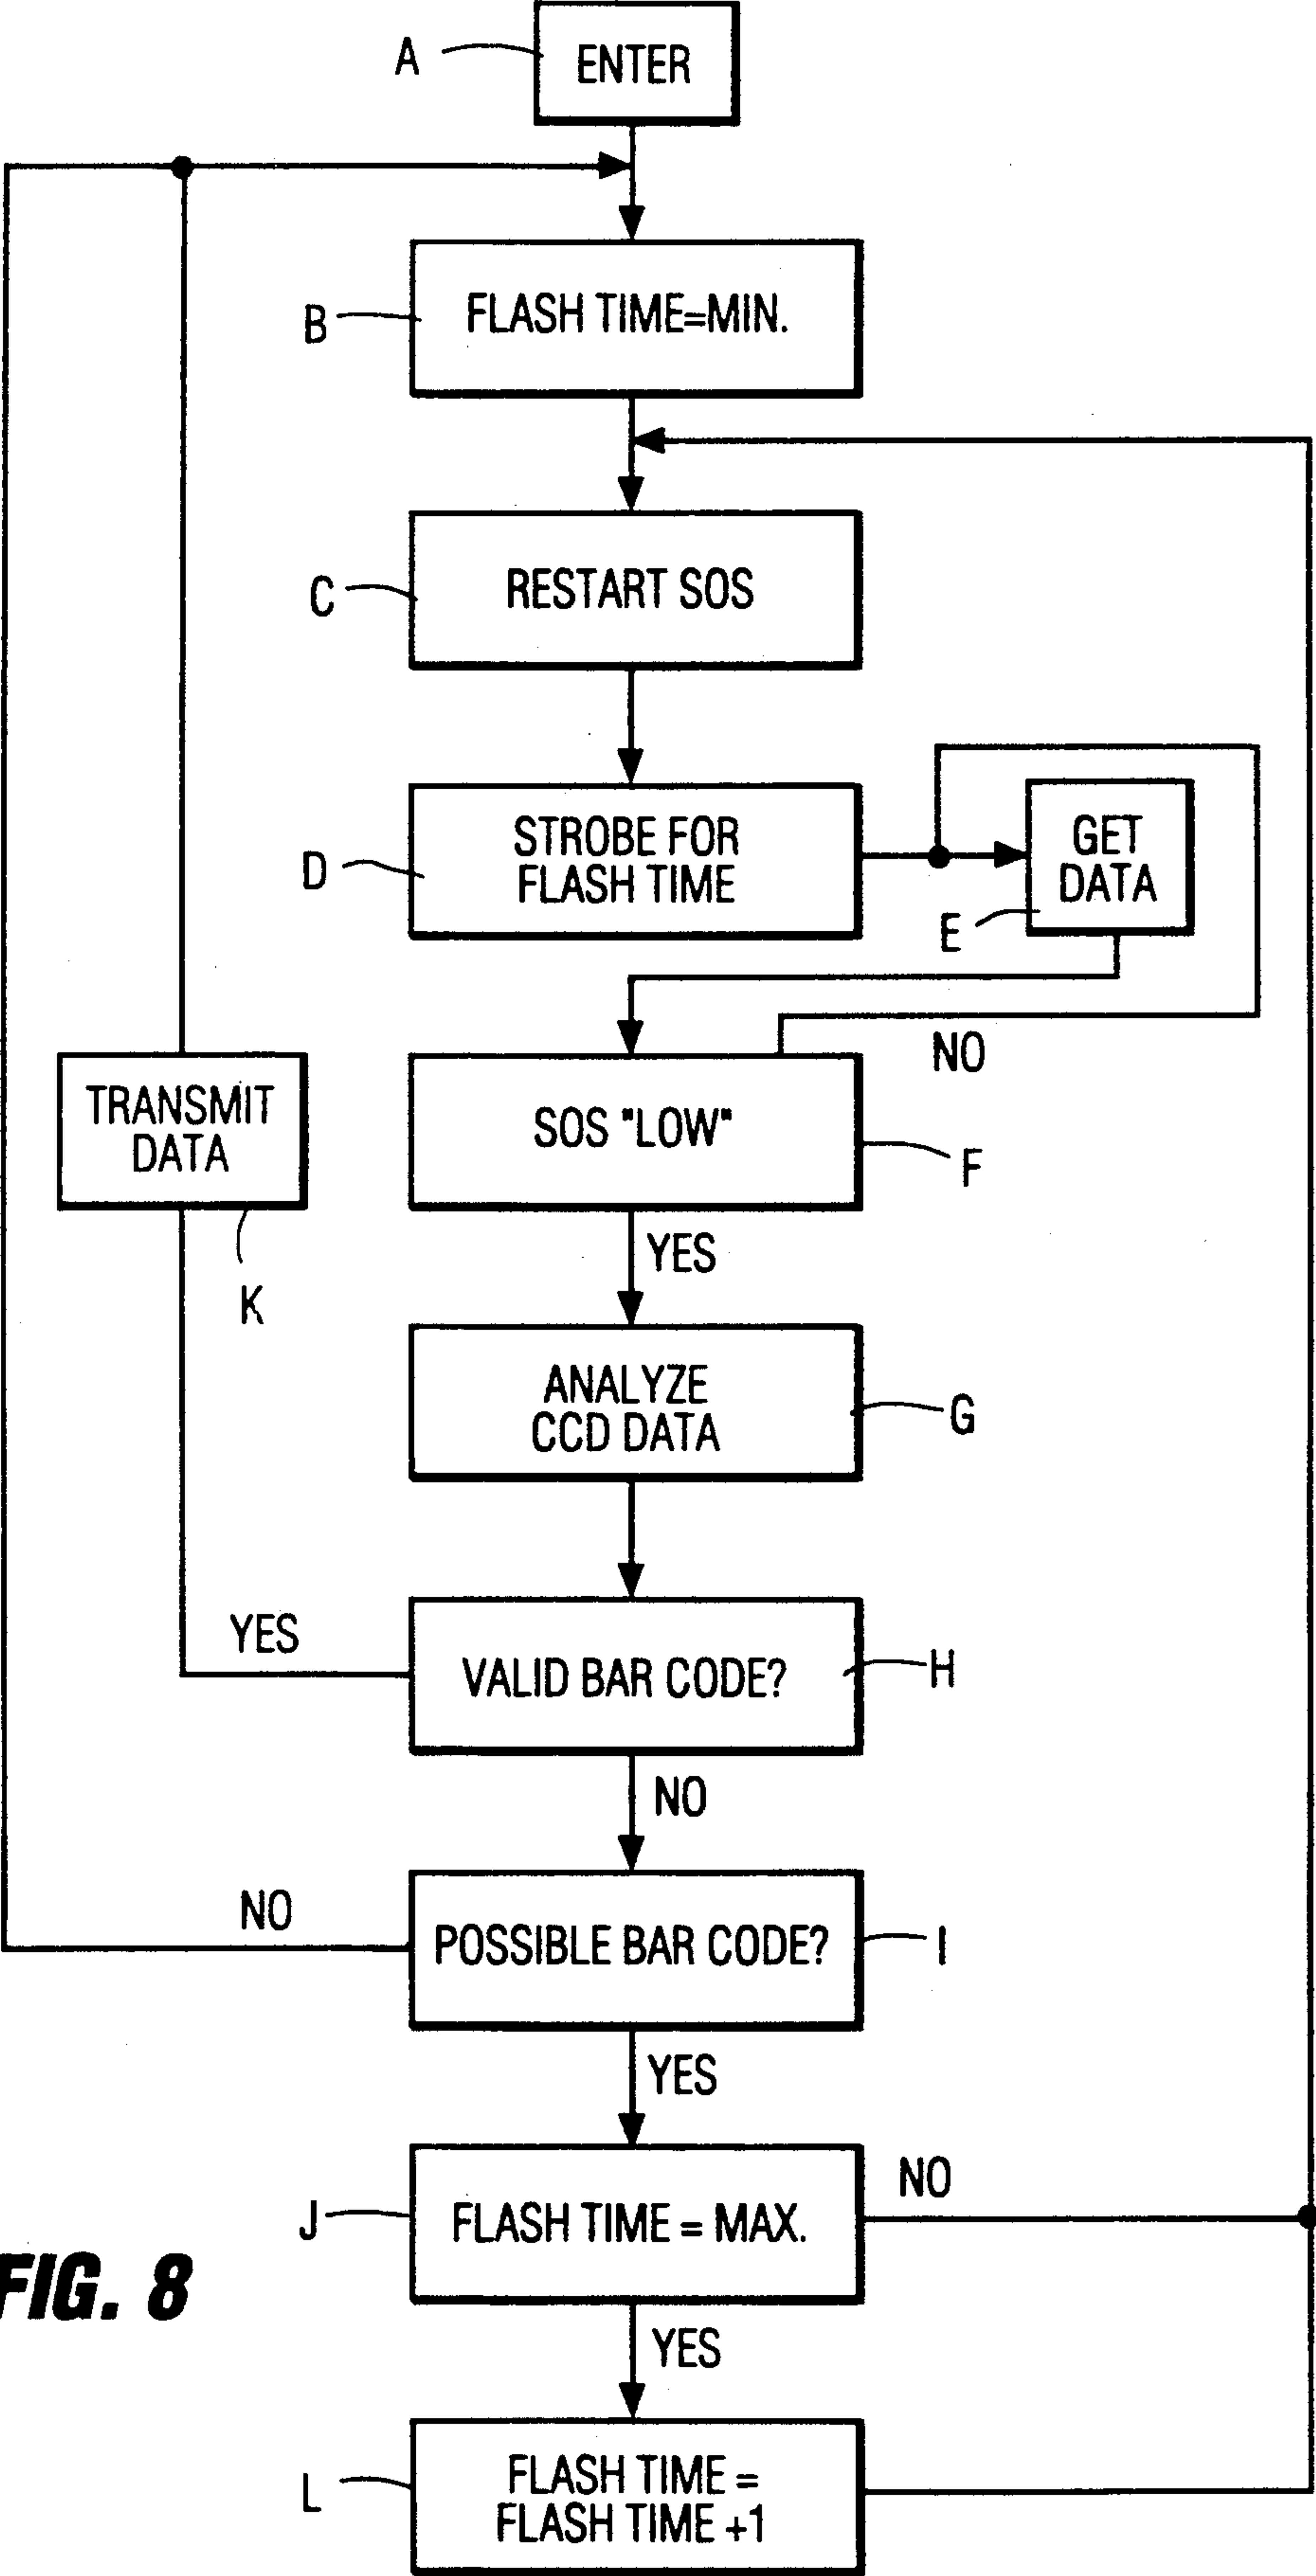 A
ENTER
B
FLASH TIME=MIN.
C
RESTART SOS
D
STROBE FOR
FLASH TIME
GET
DATA
E
NO
TRANSMIT
DATA
K
SOS "LOW"
F
YES
ANALYZE
CCD DATA
G
YES
VALID BAR CODE?
H
NO
NO
POSSIBLE BAR CODE?
I
YES
J
FLASH TIME = MAX.
NO
FIG. 8
YES
L
FLASH TIME =
FLASH TIME +1